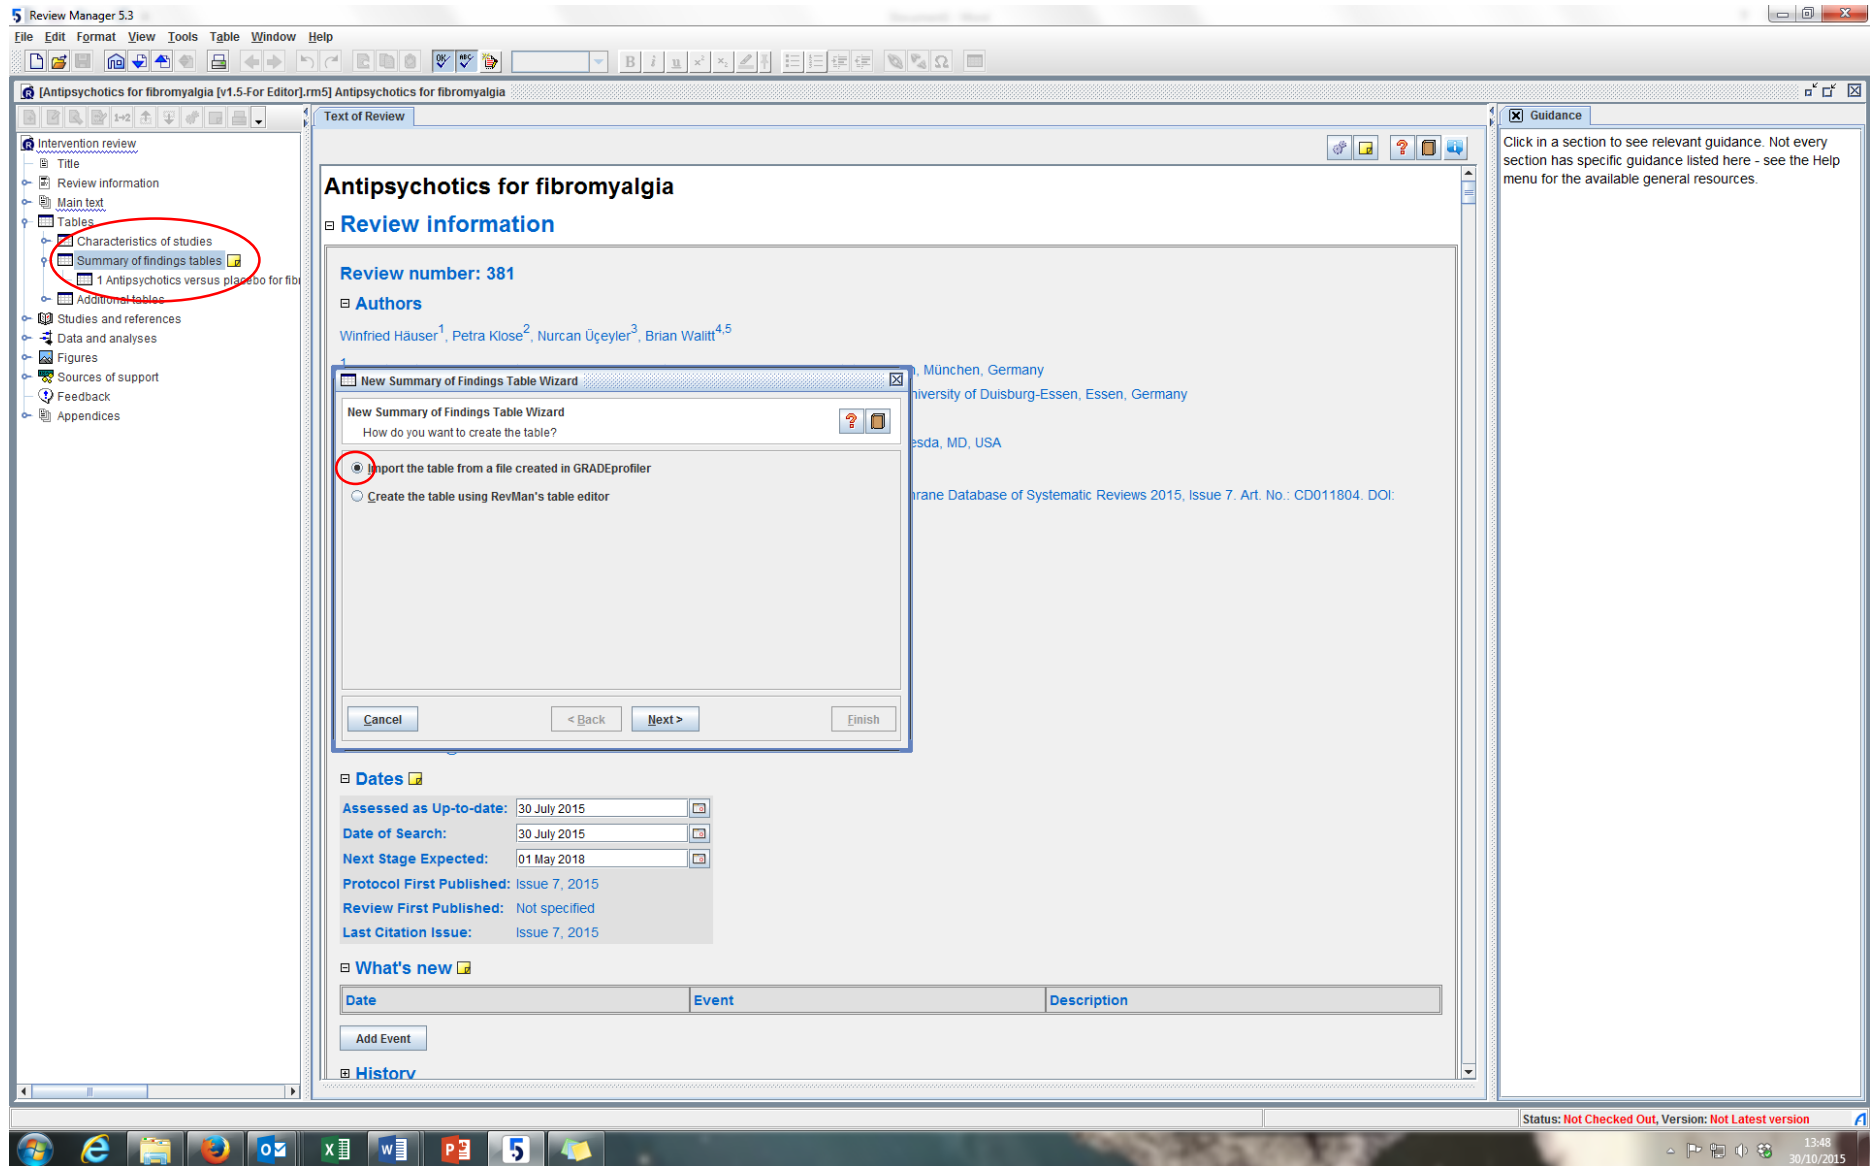 Review Manager 5.3
File Edit Format View Tools Table Window Help
[Antipsychotics for fibromyalgia [v1.5-For Editor].rm5] Antipsychotics for fibromyalgia
Intervention review
Title
Review information
Main text
Tables
Characteristics of studies
Summary of findings tables
1 Antipsychotics versus placebo for fib
Additional tables
Studies and references
Data and analyses
Figures
Sources of support
Feedback
Appendices
Text of Review
Antipsychotics for fibromyalgia
Review information
Review number: 381
Authors
Winfried Häuser1, Petra Klose2, Nurcan Üçeyler3, Brian Walitt4,5
1
München, Germany
University of Duisburg-Essen, Essen, Germany
MD, USA
Database of Systematic Reviews 2015, Issue 7. Art. No.: CD011804. DOI:
New Summary of Findings Table Wizard
New Summary of Findings Table Wizard
How do you want to create the table?
Import the table from a file created in GRADEprofiler
Create the table using RevMan's table editor
Cancel < Back Next > Finish
Dates
Assessed as Up-to-date: 30 July 2015
Date of Search: 30 July 2015
Next Stage Expected: 01 May 2018
Protocol First Published: Issue 7, 2015
Review First Published: Not specified
Last Citation Issue: Issue 7, 2015
What's new
Date Event Description
Add Event
History
Guidance
Click in a section to see relevant guidance. Not every
section has specific guidance listed here - see the Help
menu for the available general resources.
Status: Not Checked Out, Version: Not Latest version
13:48
30/10/2015